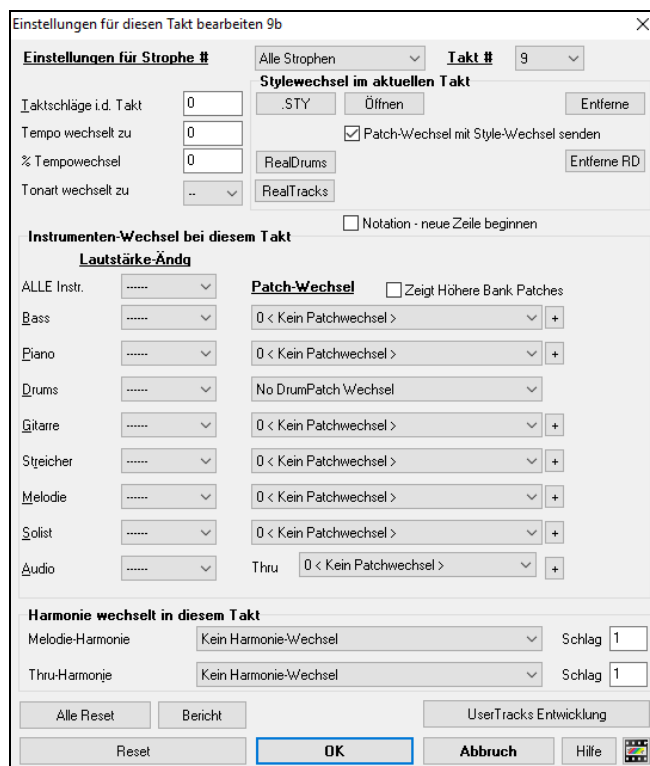 Einstellungen für diesen Takt bearbeiten 9b
Einstellungen für Strophe # Alle Strophen Takt # 9
Stylewechsel im aktuellen Takt
Taktschläge i.d. Takt 0 .STY Öffnen Entferne
Tempo wechselt zu 0 Patch-Wechsel mit Style-Wechsel senden
% Tempowechsel 0 RealDrums Entferne RD
Tonart wechselt zu -- RealTracks
Notation - neue Zeile beginnen
Instrumenten-Wechsel bei diesem Takt
Lautstärke-Ändg
ALLE Instr. ------ Patch-Wechsel Zeigt Höhere Bank Patches
Bass ------ 0 < Kein Patchwechsel > +
Piano ------ 0 < Kein Patchwechsel > +
Drums ------ No DrumPatch Wechsel
Gitarre ------ 0 < Kein Patchwechsel > +
Streicher ------ 0 < Kein Patchwechsel > +
Melodie ------ 0 < Kein Patchwechsel > +
Solist ------ 0 < Kein Patchwechsel > +
Audio ------ Thru 0 < Kein Patchwechsel > +
Harmonie wechselt in diesem Takt
Melodie-Harmonie Kein Harmonie-Wechsel Schlag 1
Thru-Harmonie Kein Harmonie-Wechsel Schlag 1
Alle Reset Bericht UserTracks Entwicklung
Reset OK Abbruch Hilfe